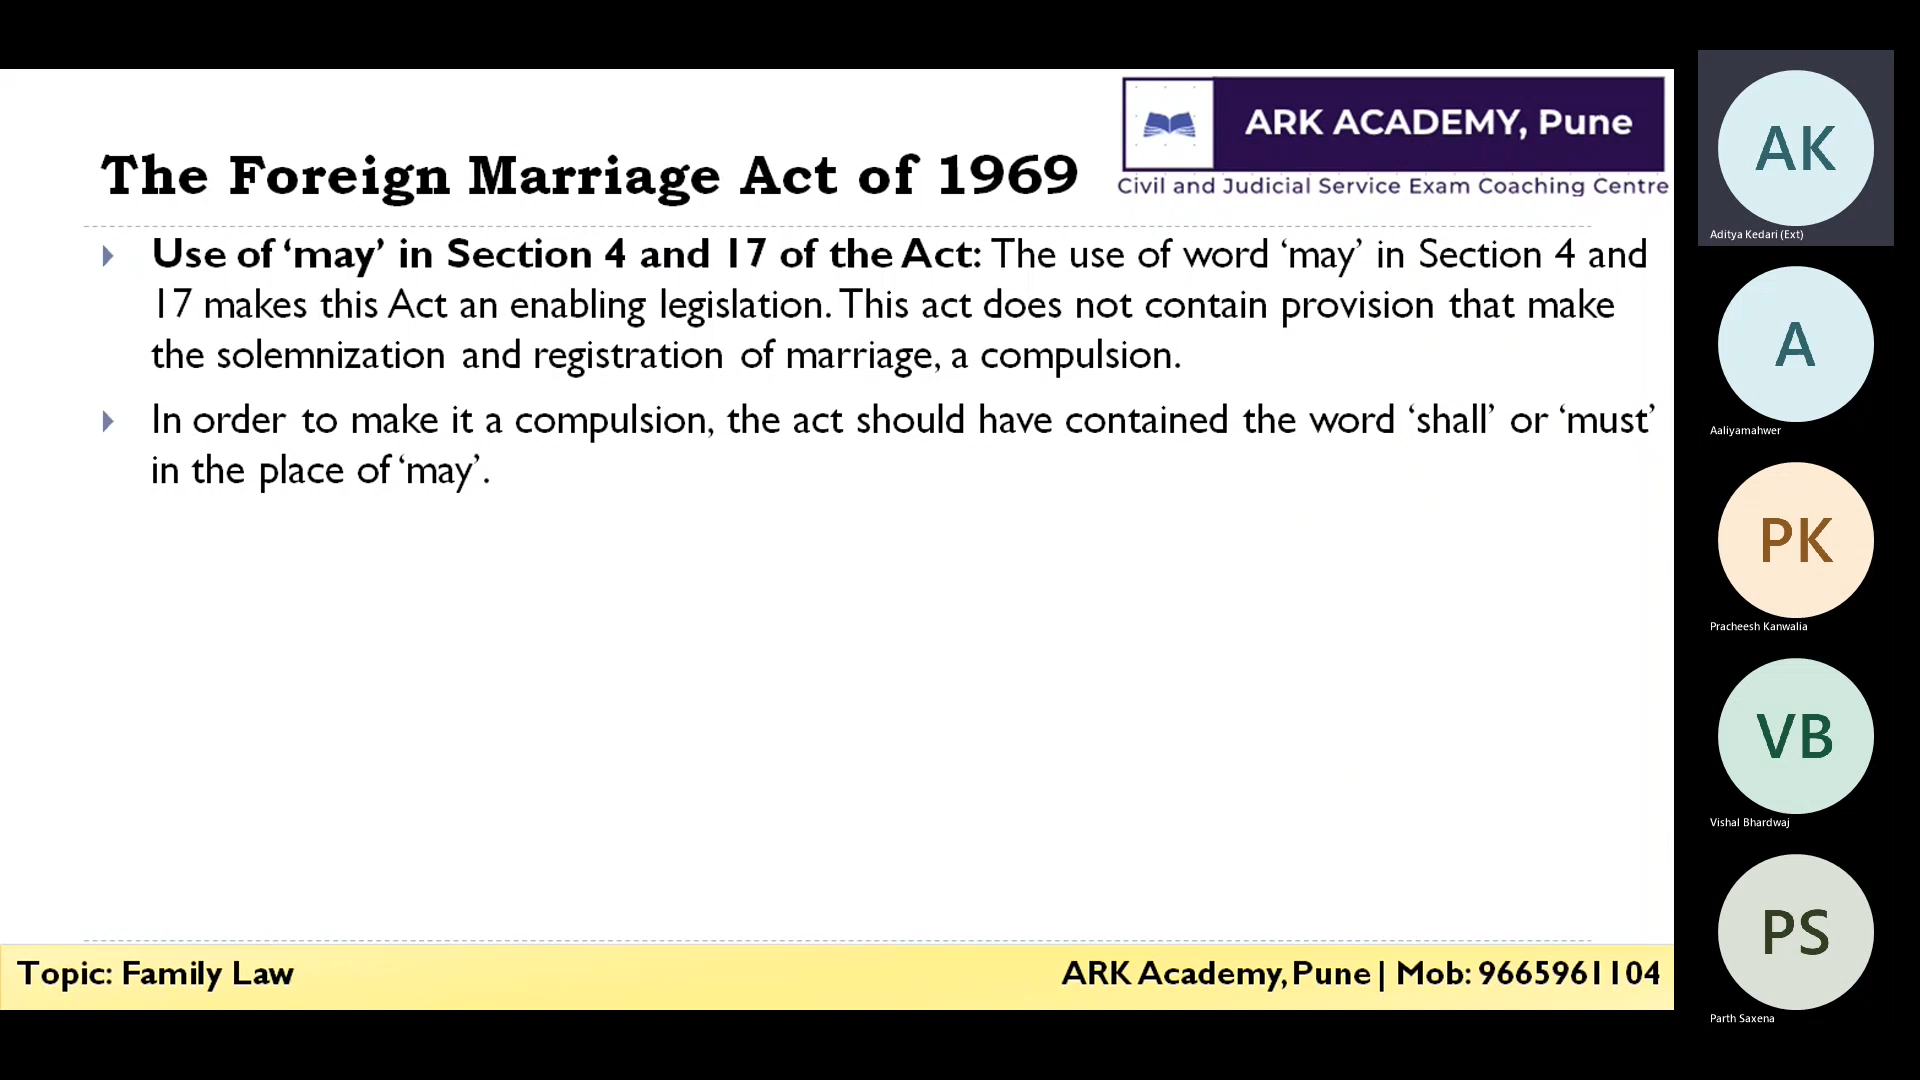 The Foreign Marriage Act of 1969
ARK ACADEMY, Pune
Civil and Judicial Service Exam Coaching Centre
Use of ‘may’ in Section 4 and 17 of the Act: The use of word ‘may’ in Section 4 and
17 makes this Act an enabling legislation. This act does not contain provision that make
the solemnization and registration of marriage, a compulsion.
In order to make it a compulsion, the act should have contained the word ‘shall’ or ‘must’
in the place of ‘may’.
Topic: Family Law
ARK Academy, Pune | Mob: 9665961104
AK
Aditya Kedari (Ext)
A
Aaliyamahwer
PK
Pracheesh Kanwalia
VB
Vishal Bhardwaj
PS
Parth Saxena